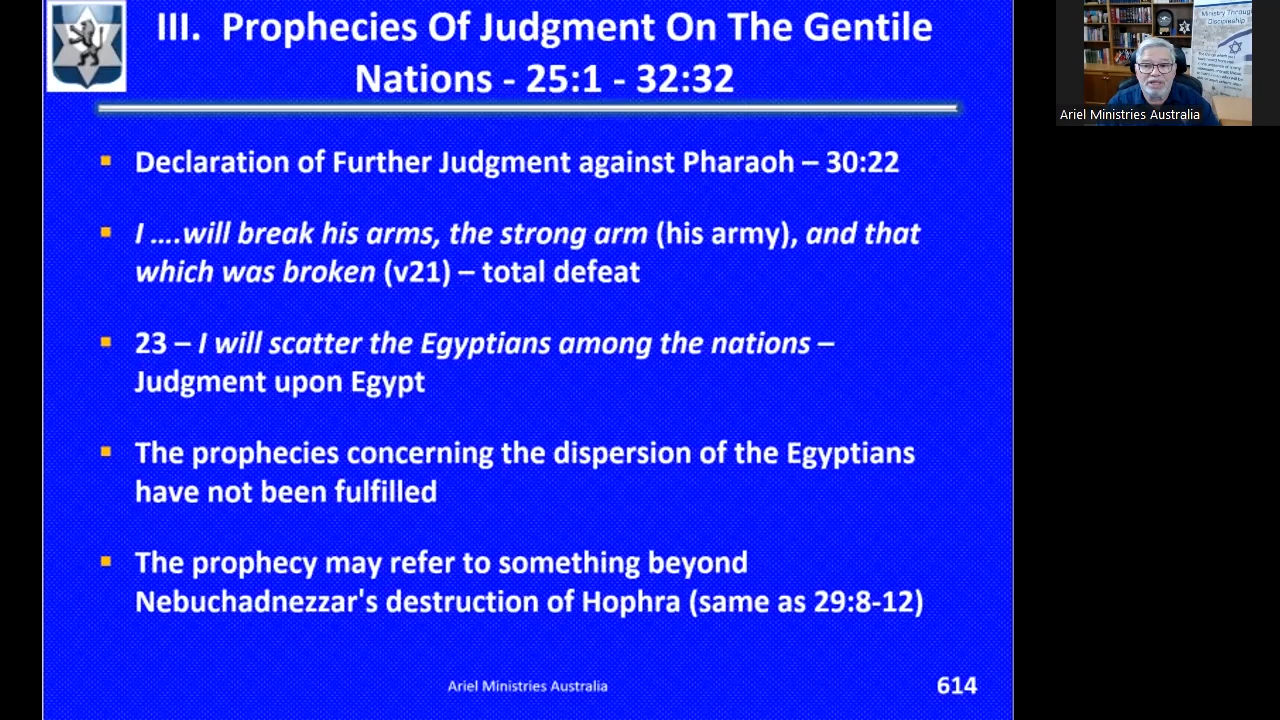 III. Prophecies Of Judgment On The Gentile
Nations - 25:1 - 32:32
Declaration of Further Judgment against Pharaoh – 30:22
I ….will break his arms, the strong arm (his army), and that
which was broken (v21) – total defeat
23 – I will scatter the Egyptians among the nations –
Judgment upon Egypt
The prophecies concerning the dispersion of the Egyptians
have not been fulfilled
The prophecy may refer to something beyond
Nebuchadnezzar's destruction of Hophra (same as 29:8-12)
Ariel Ministries Australia
614
Ministry Through
Discipleship
Ariel Ministries Australia